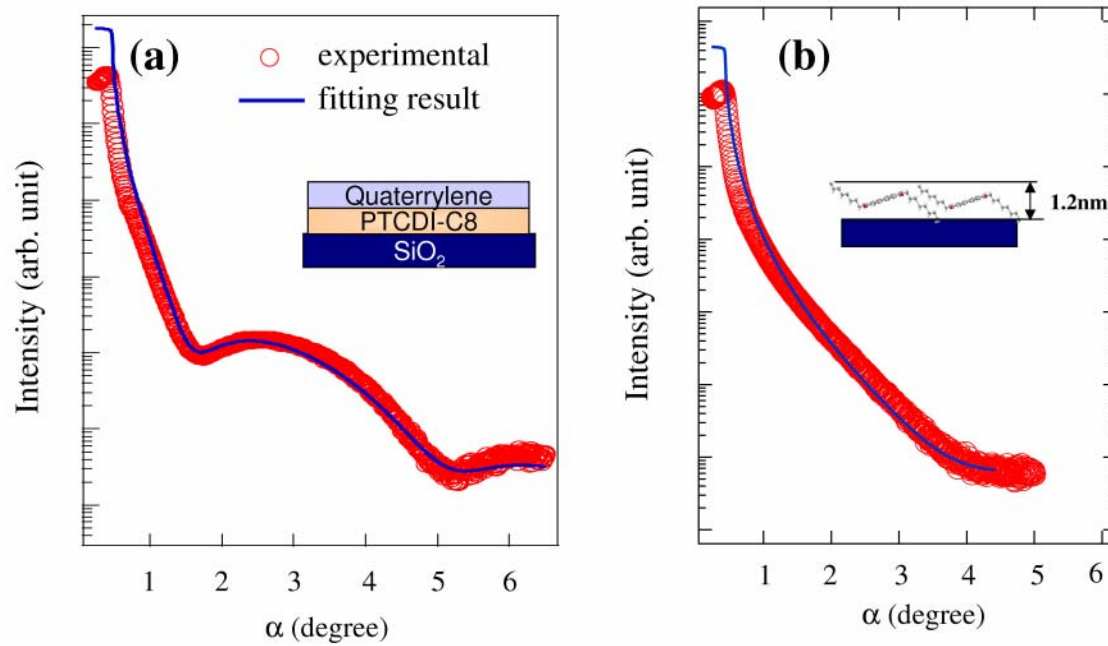 (a)
experimental
fitting result
Quaterrylene
PTCDI-C8
SiO₂
Intensity (arb. unit)
1 2 3 4 5 6
α (degree)
(b)
1.2nm
Intensity (arb. unit)
1 2 3 4 5 6
α (degree)